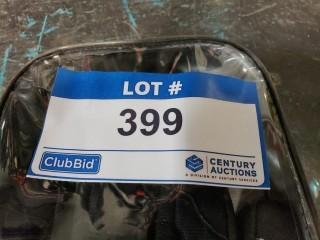 LOT #
399
ClubBid
CENTURY
AUCTIONS
A DIVISION OF CENTURY SERVICES